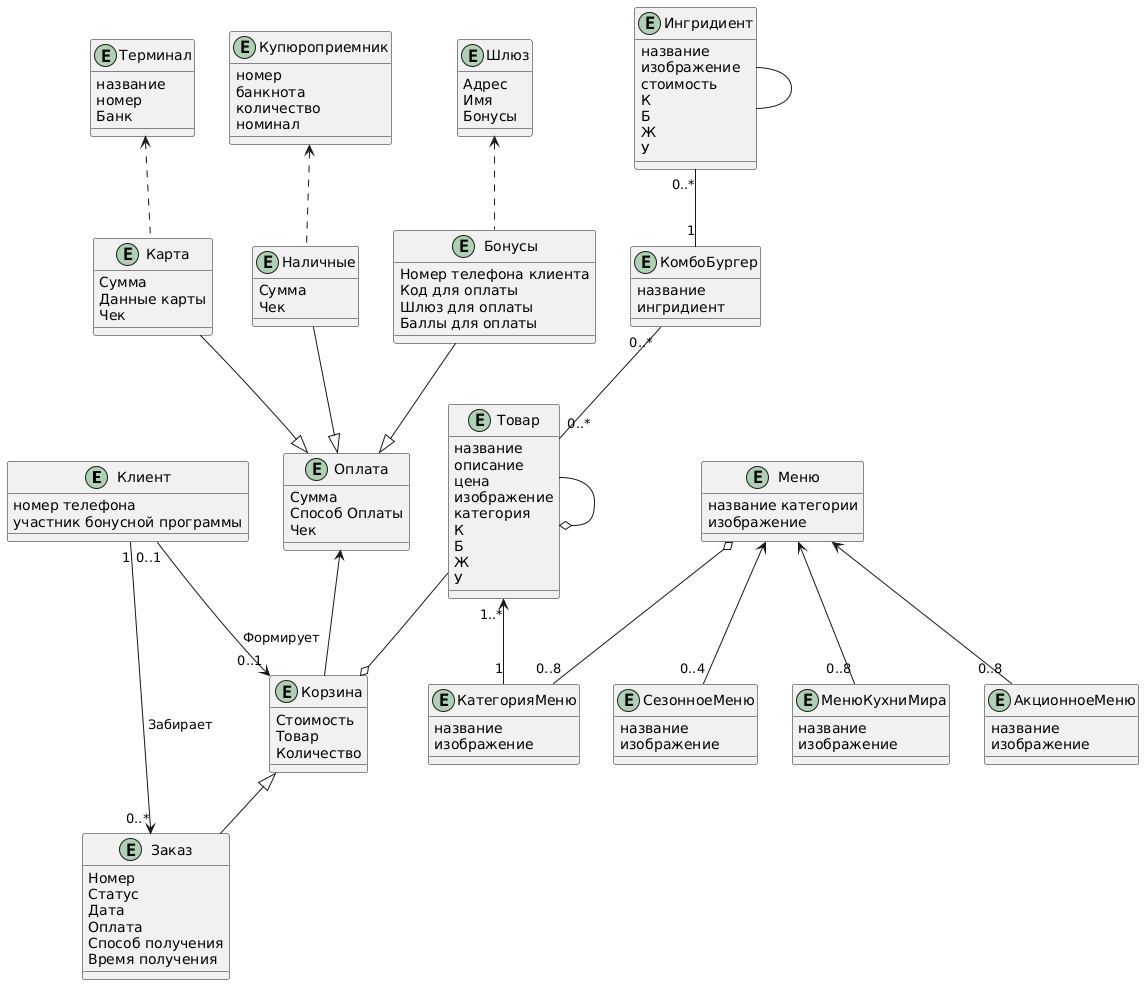 E Терминал
название
номер
Банк
E Купюроприемник
номер
банкнота
количество
номинал
E Шлюз
Адрес
Имя
Бонусы
E Ингридиент
название
изображение
стоимость
К
Б
Ж
У
0..*
1
E Карта
Сумма
Данные карты
Чек
E Наличные
Сумма
Чек
E Бонусы
Номер телефона клиента
Код для оплаты
Шлюз для оплаты
Баллы для оплаты
E КомбоБургер
название
ингридиент
0..*
0..*
E Клиент
номер телефона
участник бонусной программы
E Оплата
Сумма
Способ Оплаты
Чек
E Товар
название
описание
цена
изображение
категория
К
Б
Ж
У
E Меню
название категории
изображение
1
0..1
1..*
Формирует
0..1
1
0..8
0..4
0..8
0..8
E Корзина
Стоимость
Товар
Количество
E КатегорияМеню
название
изображение
E СезонноеМеню
название
изображение
E МенюКухниМира
название
изображение
E АкционноеМеню
название
изображение
Забирает
0..*
E Заказ
Номер
Статус
Дата
Оплата
Способ получения
Время получения